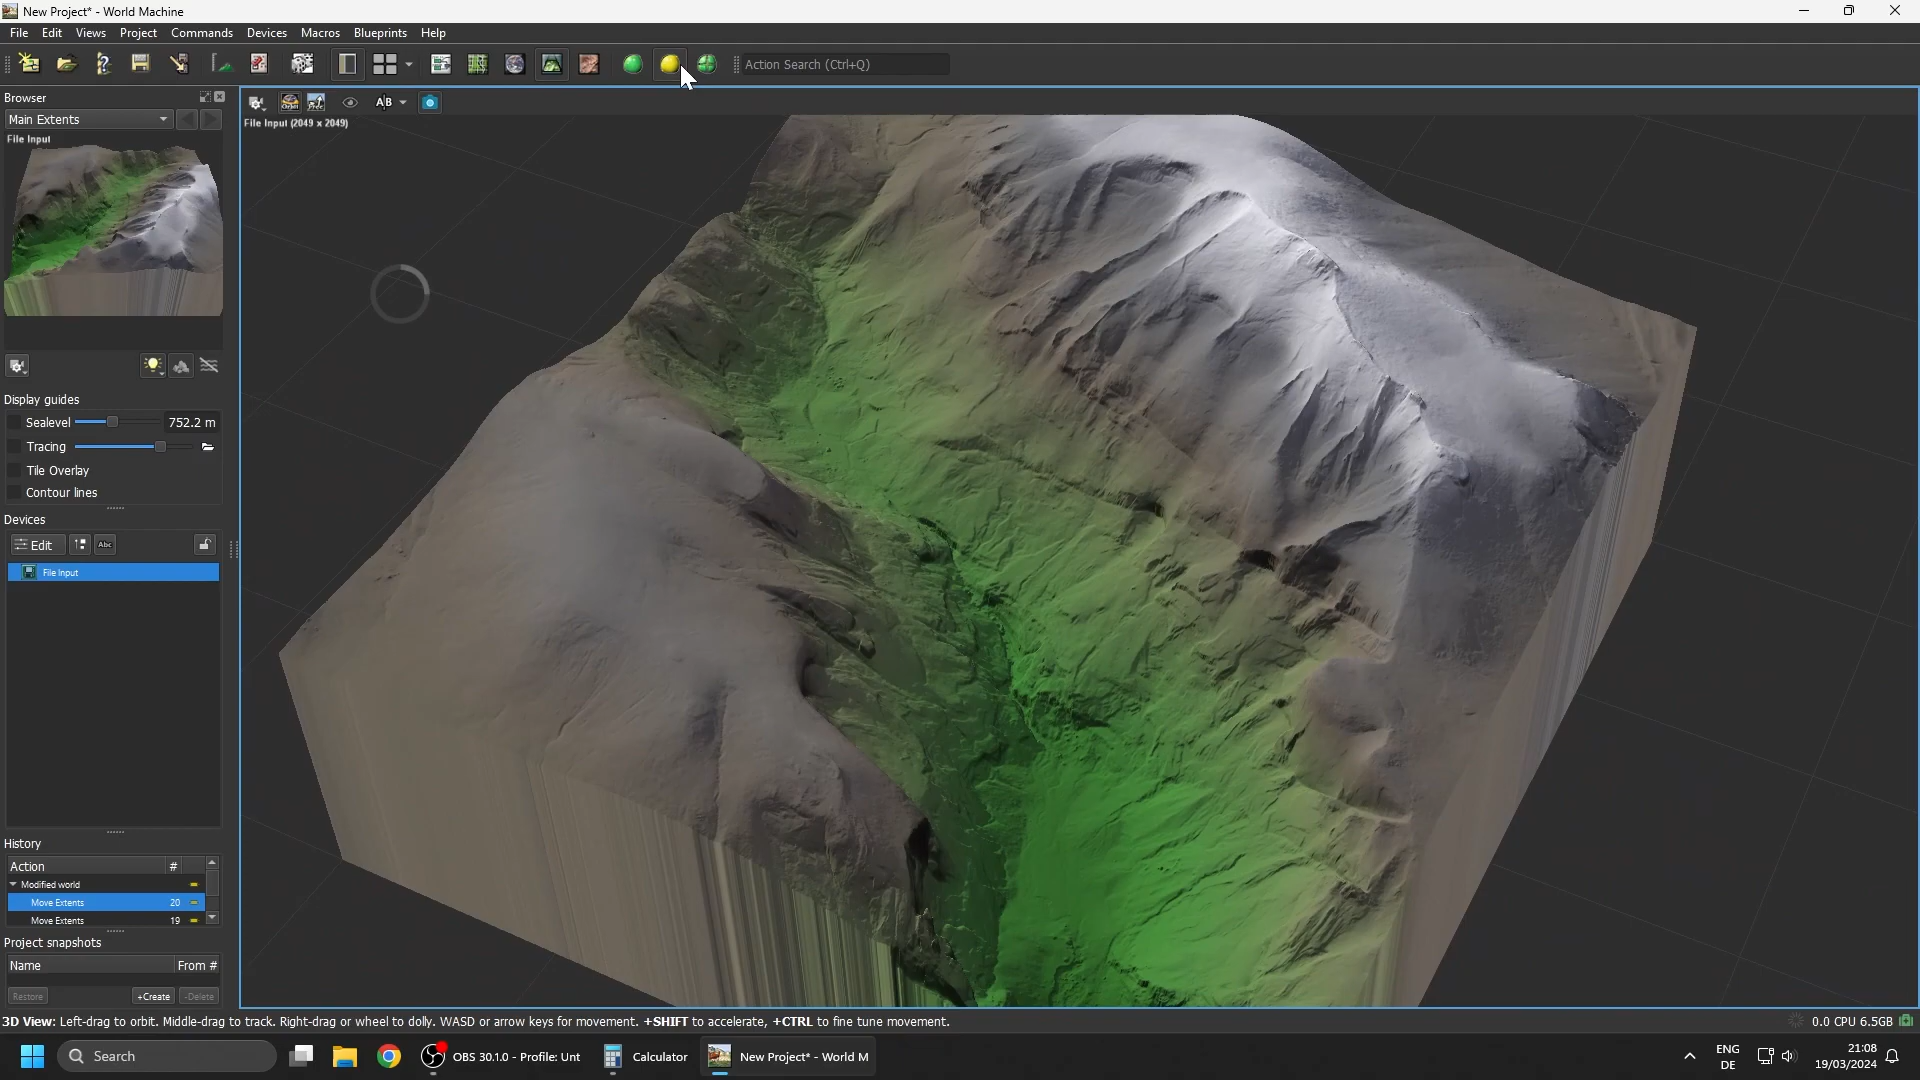 New Project* - World Machine
File Edit Views Project Commands Devices Macros Blueprints Help
Action Search (Ctrl+Q)
Browser
Main Extents
File Input
File Input (2049 x 2049)
AB
Display guides
Sealevel 752.2 m
Tracing
Tile Overlay
Contour lines
Devices
Edit Abc
File Input
History
Action #
Modified world
Move Extents 20
Move Extents 19
Project snapshots
Name From #
Restore +Create -Delete
3D View: Left-drag to orbit. Middle-drag to track. Right-drag or wheel to dolly. WASD or arrow keys for movement. +SHIFT to accelerate, +CTRL to fine tune movement.
0.0 CPU 6.5GB
Search
OBS 30.1.0 - Profile: Unt
Calculator
New Project* - World M
ENG
DE
21:08
19/03/2024